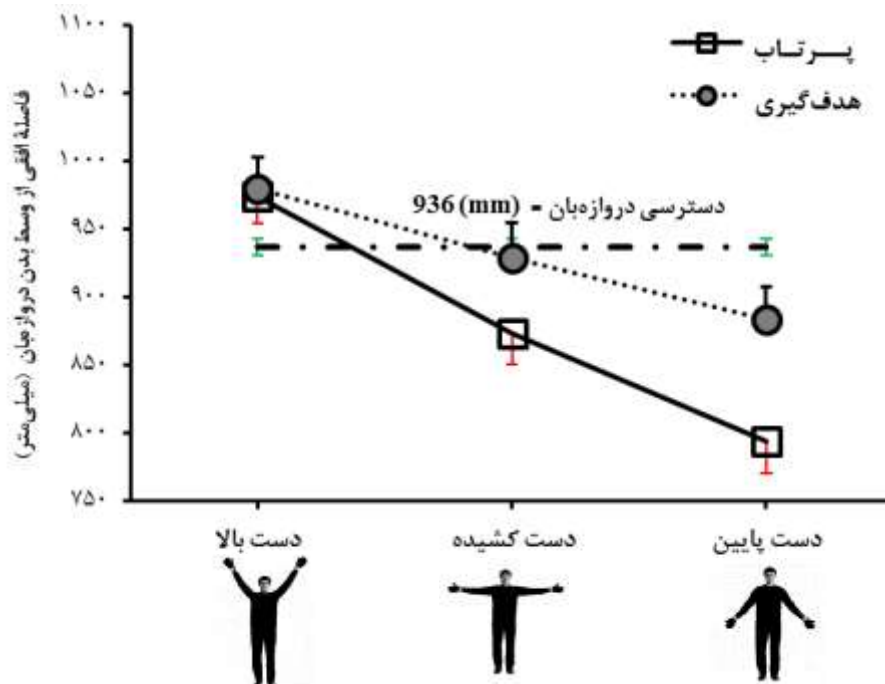 ۱۱۰۰
۱۰۵۰
۱۰۰۰
۹۵۰
۹۰۰
۸۵۰
۸۰۰
۷۵۰
فاصلهٔ افقی از وسط بدن دروازه‌بان (میلی‌متر)
پــرتــاب
هدف‌گیری
دسترسی دروازه‌بان - 936 (mm)
دست بالا
دست کشیده
دست پایین